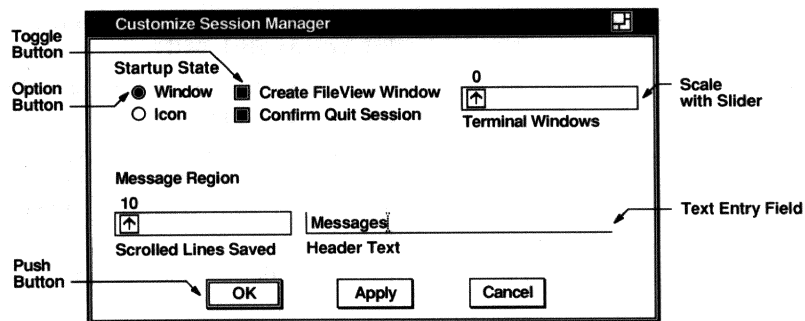 Customize Session Manager
Toggle
Button
Startup State
Option
Button
Window
Icon
Create FileView Window
Confirm Quit Session
0
Terminal Windows
Scale
with Slider
Message Region
10
Scrolled Lines Saved
Messages
Header Text
Text Entry Field
Push
Button
OK
Apply
Cancel